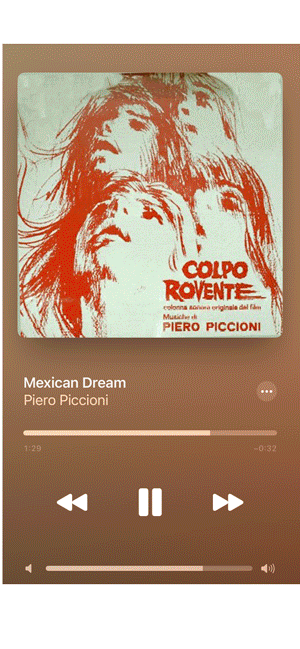 COLPO
ROVENTE
colonna sonora originale del film
Musiche di
PIERO PICCIONI
Mexican Dream
Piero Piccioni
1:29
-0:32